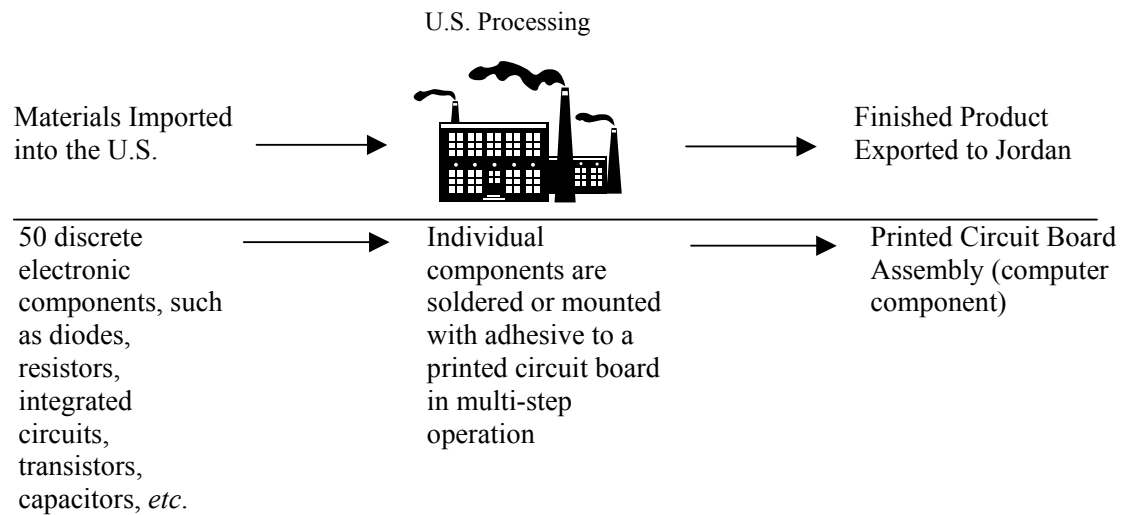 U.S. Processing
Materials Imported
into the U.S.
Finished Product
Exported to Jordan
50 discrete
electronic
components, such
as diodes,
resistors,
integrated
circuits,
transistors,
capacitors, etc.
Individual
components are
soldered or mounted
with adhesive to a
printed circuit board
in multi-step
operation
Printed Circuit Board
Assembly (computer
component)